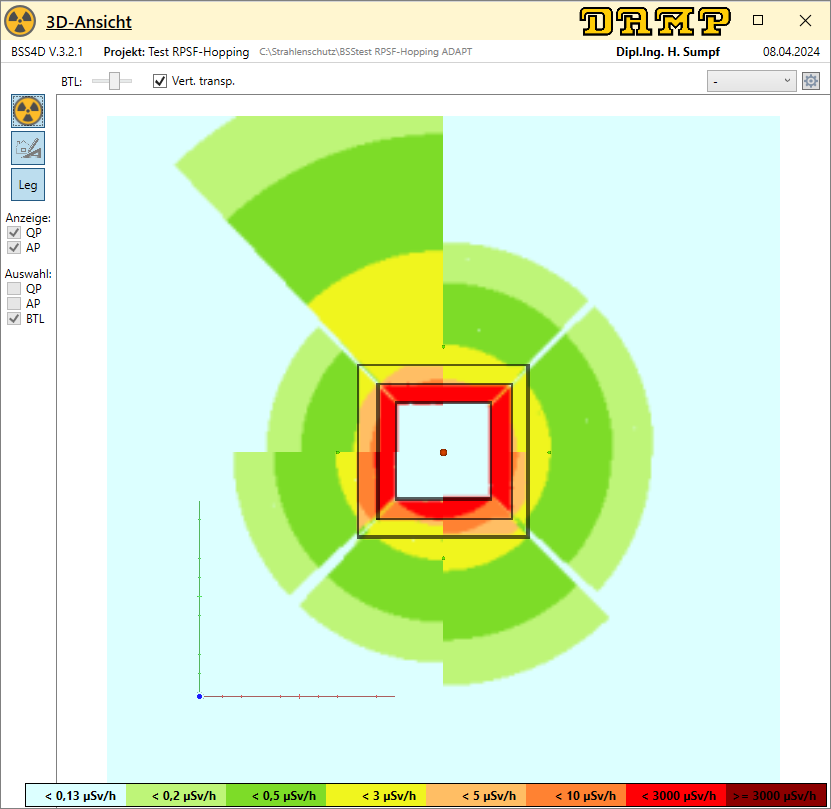 3D-Ansicht
DAMP
BSS4D V.3.2.1 Projekt: Test RPSF-Hopping C:\Strahlenschutz\BSStest RPSF-Hopping ADAPT Dipl.Ing. H. Sumpf 08.04.2024
BTL: Vert. transp. -
Leg
Anzeige:
QP
AP
Auswahl:
QP
AP
BTL
< 0,13 µSv/h < 0,2 µSv/h < 0,5 µSv/h < 3 µSv/h < 5 µSv/h < 10 µSv/h < 3000 µSv/h >= 3000 µSv/h